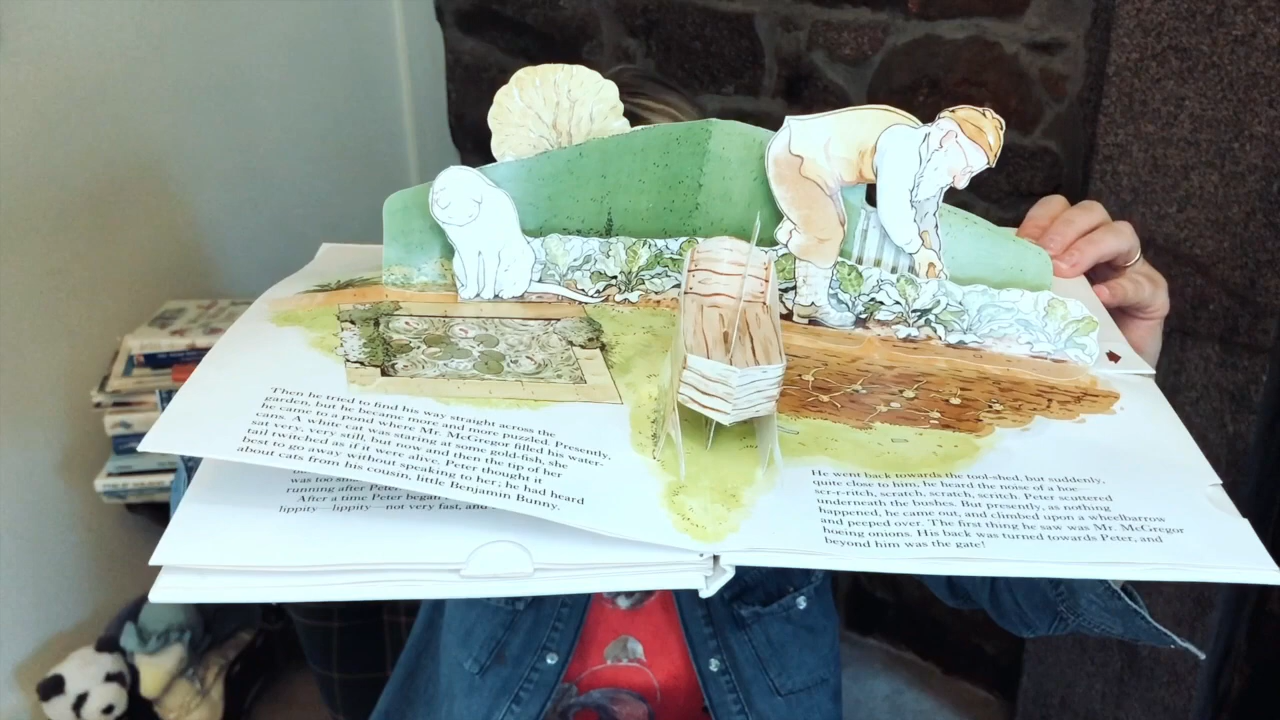 Then he tried to find his way straight across the
garden, but he became more and more puzzled. Presently,
he came to a pond where Mr. McGregor filled his water-
cans. A white cat was staring at some gold-fish, she
sat very, very still, but now and then the tip of her
tail twitched as if it were alive. Peter thought it
best to go away without speaking to her; he had heard
about cats from his cousin, little Benjamin Bunny.
was too
running after Peter
After a time Peter began
lippity—lippity—not very fast, and
He went back towards the tool-shed, but suddenly,
quite close to him, he heard the noise of a hoe—
scr-r-ritch, scratch, scratch, scritch. Peter scuttered
underneath the bushes. But presently, as nothing
happened, he came out, and climbed upon a wheelbarrow
and peeped over. The first thing he saw was Mr. McGregor
hoeing onions. His back was turned towards Peter, and
beyond him was the gate!